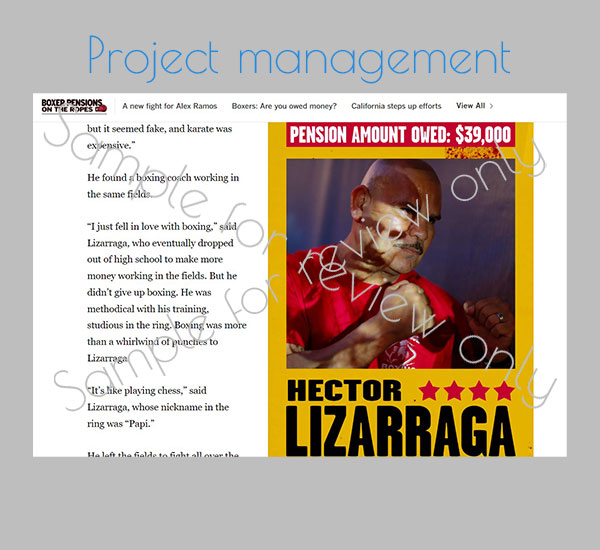 Project management
BOXER PENSIONS
ON THE ROPES
A new fight for Alex Ramos
Boxers: Are you owed money?
California steps up efforts
View All
but it seemed fake, and karate was
expensive.”
He found a boxing coach working in
the same fields.
“I just fell in love with boxing,” said
Lizarraga, who eventually dropped
out of high school to make more
money working in the fields. But he
didn’t give up boxing. He was
methodical with his training,
studious in the ring. Boxing was more
than a whirlwind of punches to
Lizarraga.
“It’s like playing chess,” said
Lizarraga, whose nickname in the
ring was “Papi.”
He left the fields to fight all over the
PENSION AMOUNT OWED: $39,000
HECTOR
LIZARRAGA
Sample for review only
Sample for review only